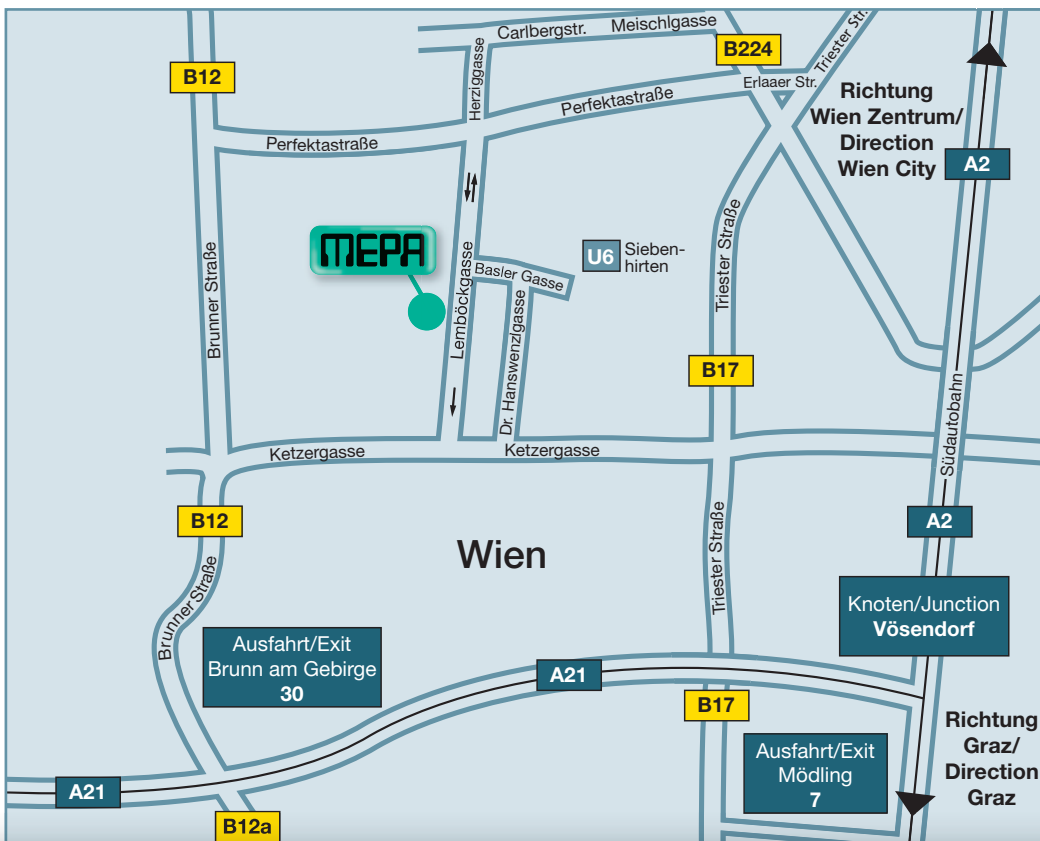 Carlbergstr.
Meischlgasse
B224
Triester Str.
B12
Herziggasse
Erlaaer Str.
Richtung
Wien Zentrum/
Direction
Wien City
Perfektastraße
Perfektastraße
A2
MEPA
U6
Sieben-
hirten
Basler Gasse
Triester Straße
Brunner Straße
Lemböckgasse
Dr. Hanswenzlgasse
B17
Südautobahn
Ketzergasse
Ketzergasse
B12
A2
Wien
Triester Straße
Brunner Straße
Knoten/Junction
Vösendorf
Ausfahrt/Exit
Brunn am Gebirge
30
A21
B17
Richtung
Graz/
Direction
Graz
Ausfahrt/Exit
Mödling
7
A21
B12a